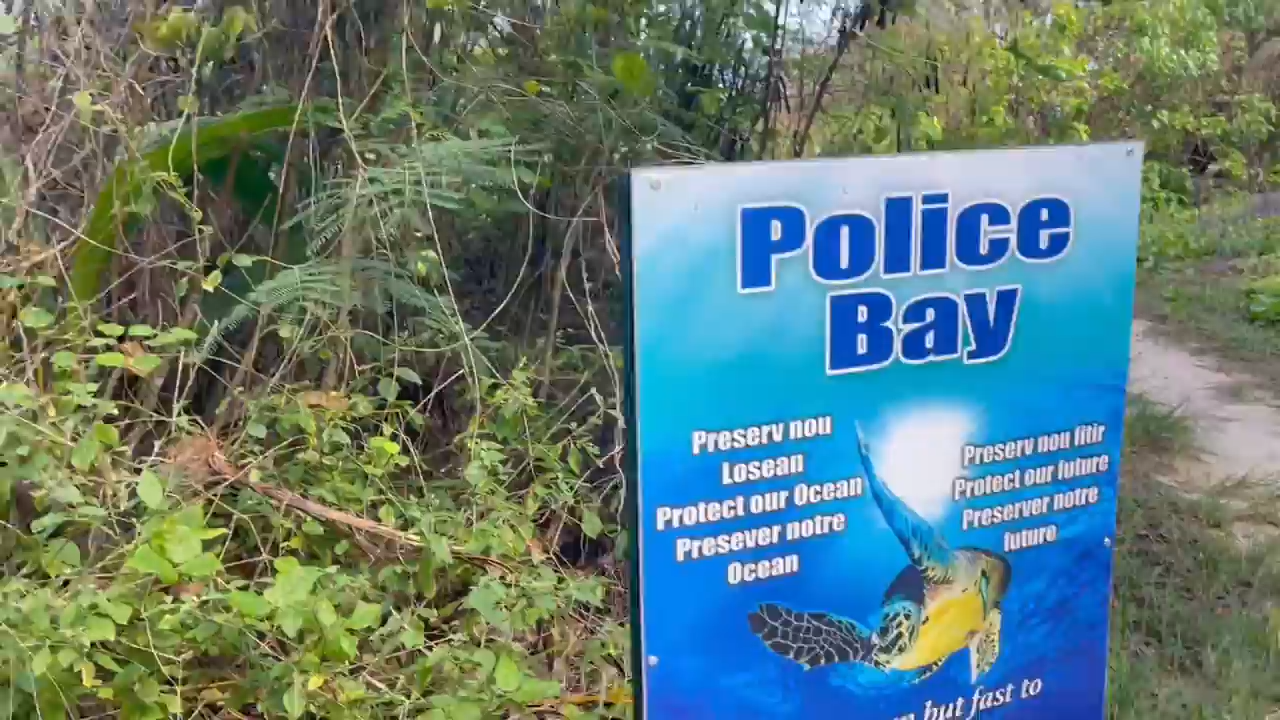 Police
Bay
Preserv nou
Losean
Protect our Ocean
Presever notre
Ocean
Preserv nou fitir
Protect our future
Preserver notre
future
but fast to